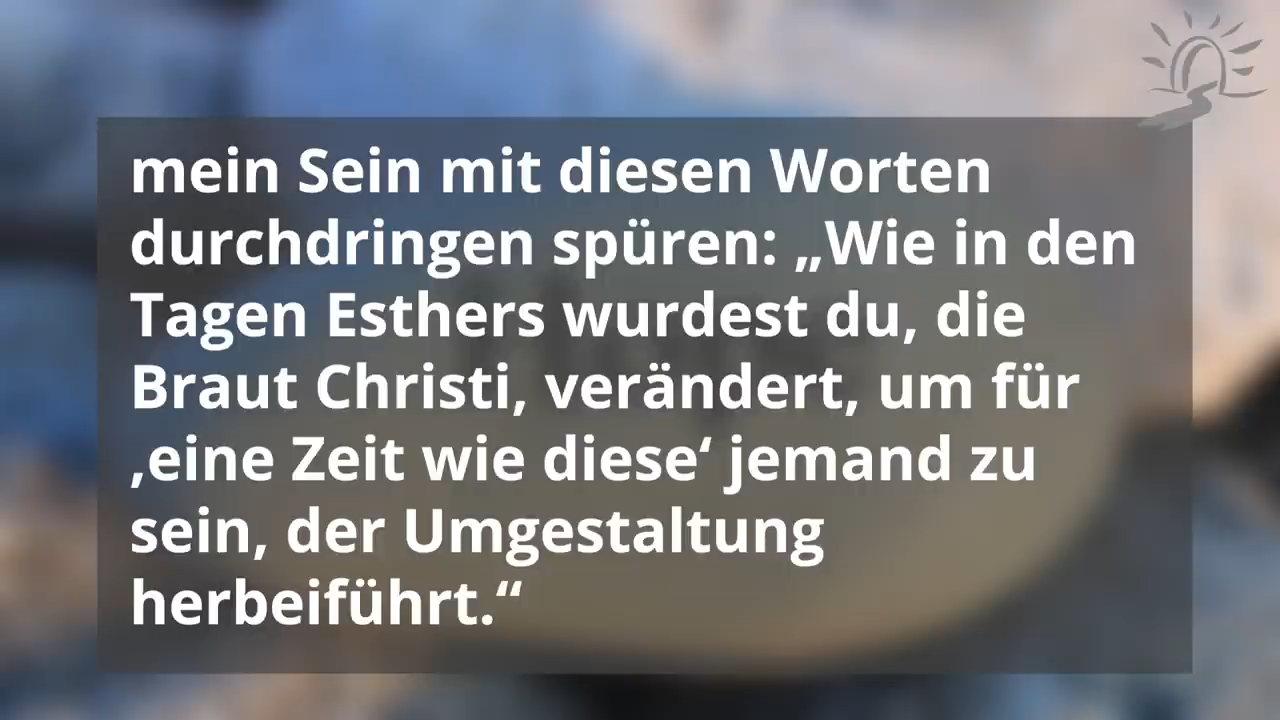 mein Sein mit diesen Worten
durchdringen spüren: „Wie in den
Tagen Esthers wurdest du, die
Braut Christi, verändert, um für
‚eine Zeit wie diese‘ jemand zu
sein, der Umgestaltung
herbeiführt.“